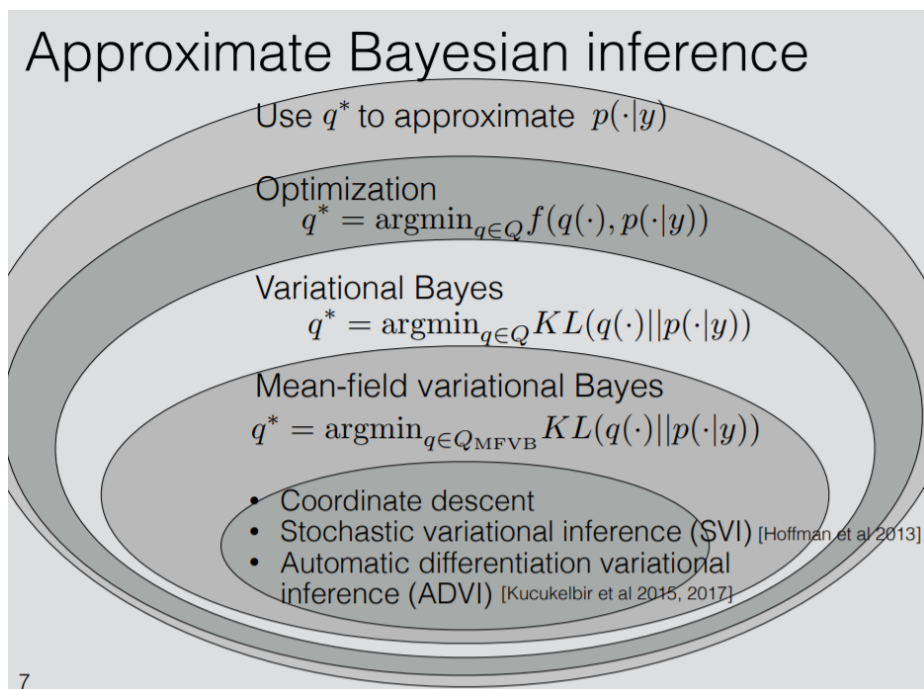 Approximate Bayesian inference
Use q* to approximate p(·|y)
Optimization
q* = argmin_{q∈Q} f(q(·), p(·|y))
Variational Bayes
q* = argmin_{q∈Q} KL(q(·)||p(·|y))
Mean-field variational Bayes
q* = argmin_{q∈Q_MFVB} KL(q(·)||p(·|y))
• Coordinate descent
• Stochastic variational inference (SVI) [Hoffman et al 2013]
• Automatic differentiation variational
inference (ADVI) [Kucukelbir et al 2015, 2017]
7